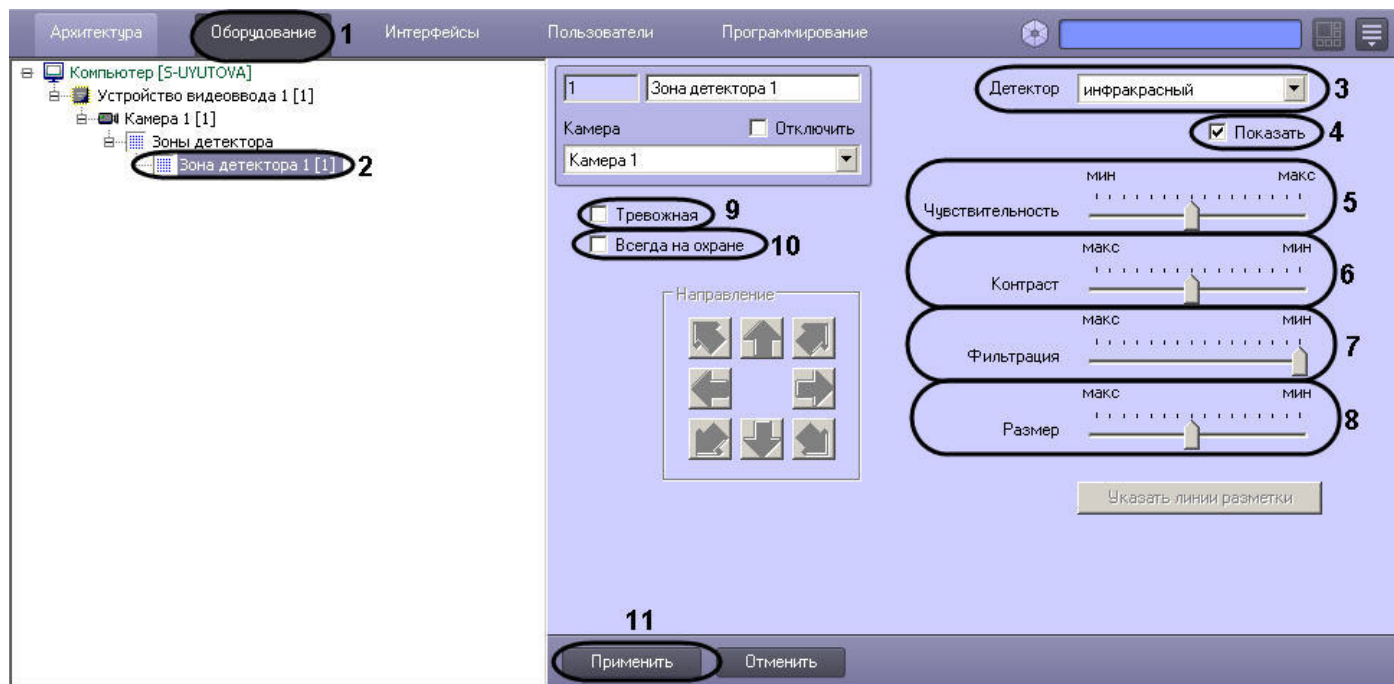 Архитектура Оборудование 1 Интерфейсы Пользователи Программирование
Компьютер [S-UYUTOVA]
Устройство видеоввода 1 [1]
Камера 1 [1]
Зоны детектора
Зона детектора 1 [1] 2
1 Зона детектора 1
Камера Отключить
Камера 1
Тревожная 9
Всегда на охране 10
Направление
Детектор инфракрасный 3
Показать 4
мин макс
Чувствительность 5
макс мин
Контраст 6
макс мин
Фильтрация 7
макс мин
Размер 8
Указать линии разметки
11
Применить Отменить